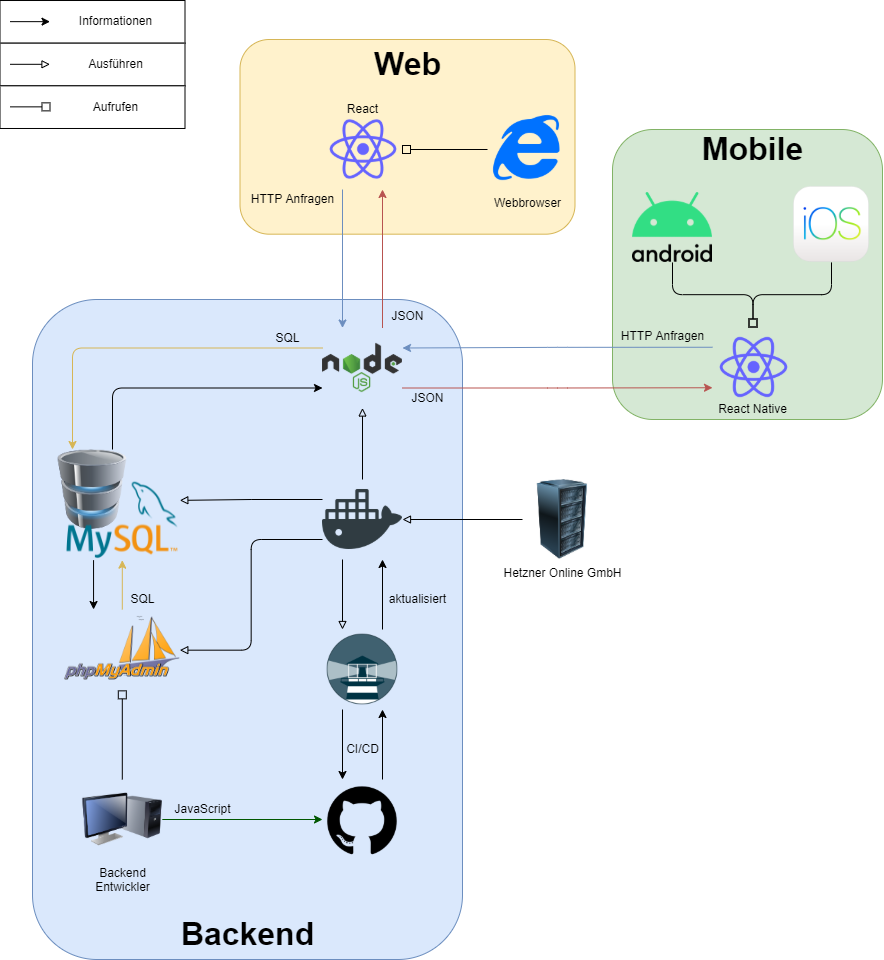 Informationen
Ausführen
Aufrufen
Web
React
Webbrowser
HTTP Anfragen
Mobile
android
iOS
JSON
SQL
node
JS
HTTP Anfragen
JSON
React Native
MySQL™
Hetzner Online GmbH
SQL
aktualisiert
phpMyAdmin
CI/CD
JavaScript
Backend
Entwickler
Backend